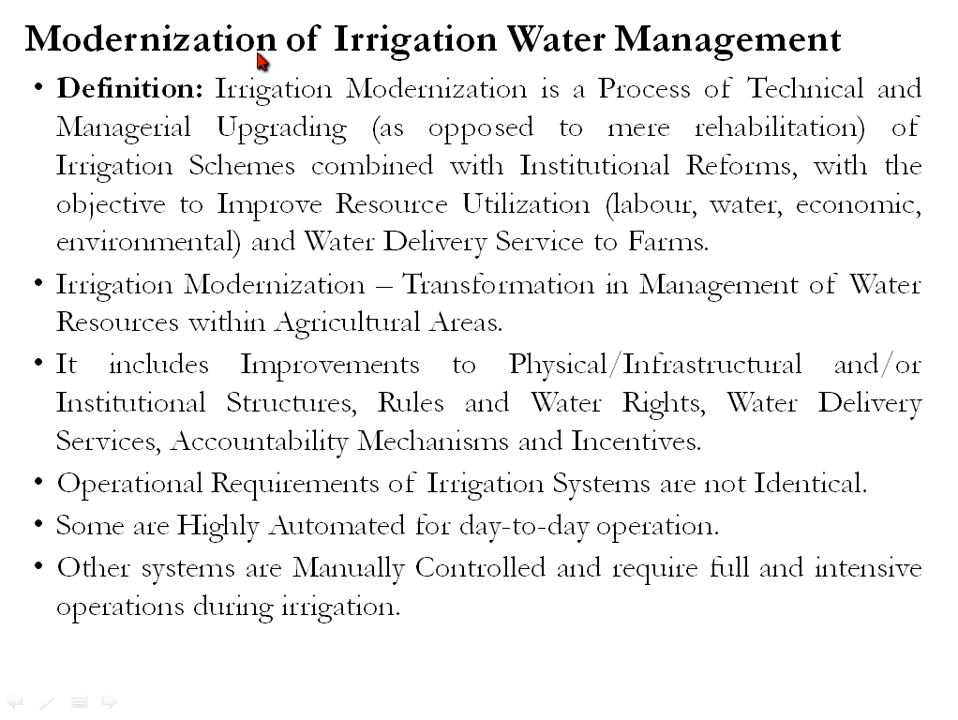 Modernization of Irrigation Water Management
• Definition: Irrigation Modernization is a Process of Technical and
Managerial Upgrading (as opposed to mere rehabilitation) of
Irrigation Schemes combined with Institutional Reforms, with the
objective to Improve Resource Utilization (labour, water, economic,
environmental) and Water Delivery Service to Farms.
• Irrigation Modernization – Transformation in Management of Water
Resources within Agricultural Areas.
• It includes Improvements to Physical/Infrastructural and/or
Institutional Structures, Rules and Water Rights, Water Delivery
Services, Accountability Mechanisms and Incentives.
• Operational Requirements of Irrigation Systems are not Identical.
• Some are Highly Automated for day-to-day operation.
• Other systems are Manually Controlled and require full and intensive
operations during irrigation.